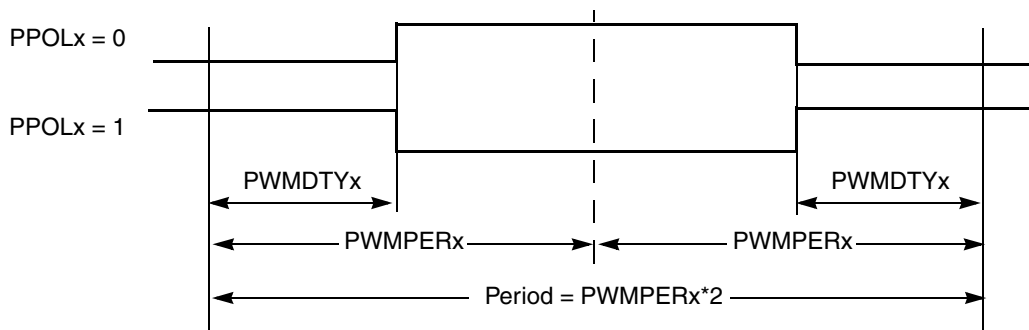 PPOLx = 0
PPOLx = 1
PWMDTYx
PWMDTYx
PWMPERx
PWMPERx
Period = PWMPERx*2